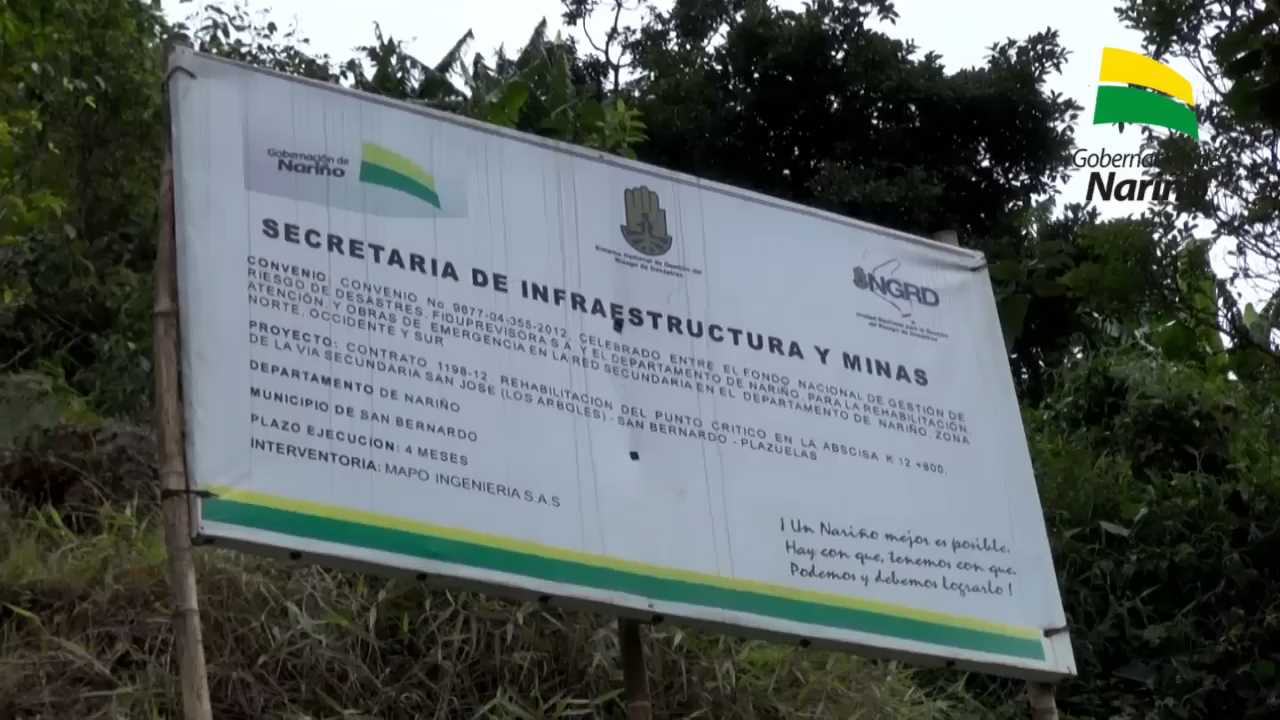 Gobernación de
Nariño
Sistema Nacional de Gestión del
Riesgo de Desastres
UNGRD
Unidad Nacional para la Gestión
del Riesgo de Desastres
SECRETARIA DE INFRAESTRUCTURA Y MINAS
CONVENIO CONVENIO No 9677-04-355-2012 CELEBRADO ENTRE EL FONDO NACIONAL DE GESTIÓN DE
RIESGO DE DESASTRES, FIDUPREVISORA S A Y EL DEPARTAMENTO DE NARIÑO, PARA LA REHABILITACIÓN,
ATENCIÓN, Y OBRAS DE EMERGENCIA EN LA RED SECUNDARIA EN EL DEPARTAMENTO DE NARIÑO, ZONA
NORTE, OCCIDENTE Y SUR
PROYECTO: CONTRATO 1198-12 REHABILITACION DEL PUNTO CRITICO EN LA ABSCISA K 12 +800,
DE LA VIA SECUNDARIA SAN JOSE (LOS ARBOLES) - SAN BERNARDO - PLAZUELAS
DEPARTAMENTO DE NARIÑO
MUNICIPIO DE SAN BERNARDO
PLAZO EJECUCION: 4 MESES
INTERVENTORIA: MAPO INGENIERIA S.A.S
¡ Un Nariño mejor es posible.
Hay con que, tenemos con que.
Podemos y debemos lograrlo !
Gobernación de
Nariño